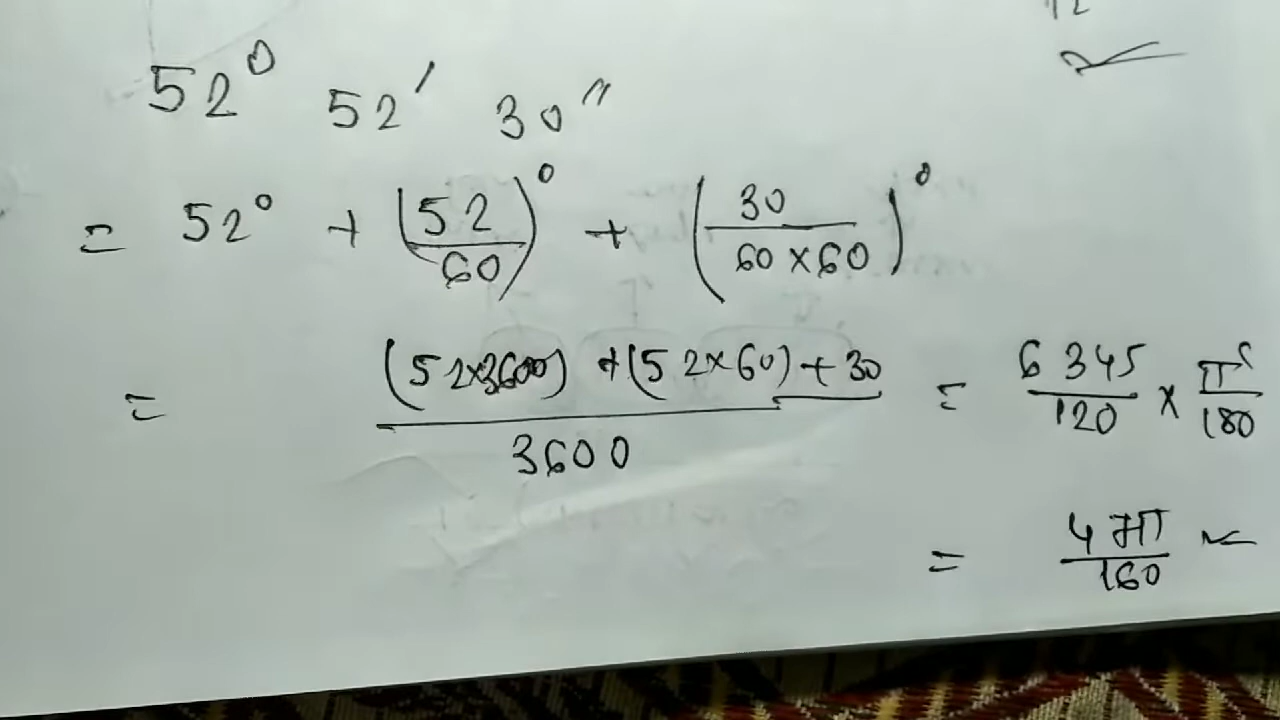 12
52° 52′ 30″
= 52° + (52/60)° + (30/(60×60))°
= ((52×3600) + (52×60) + 30)/3600 = 6345/120 × π^c/180
= 47π/160